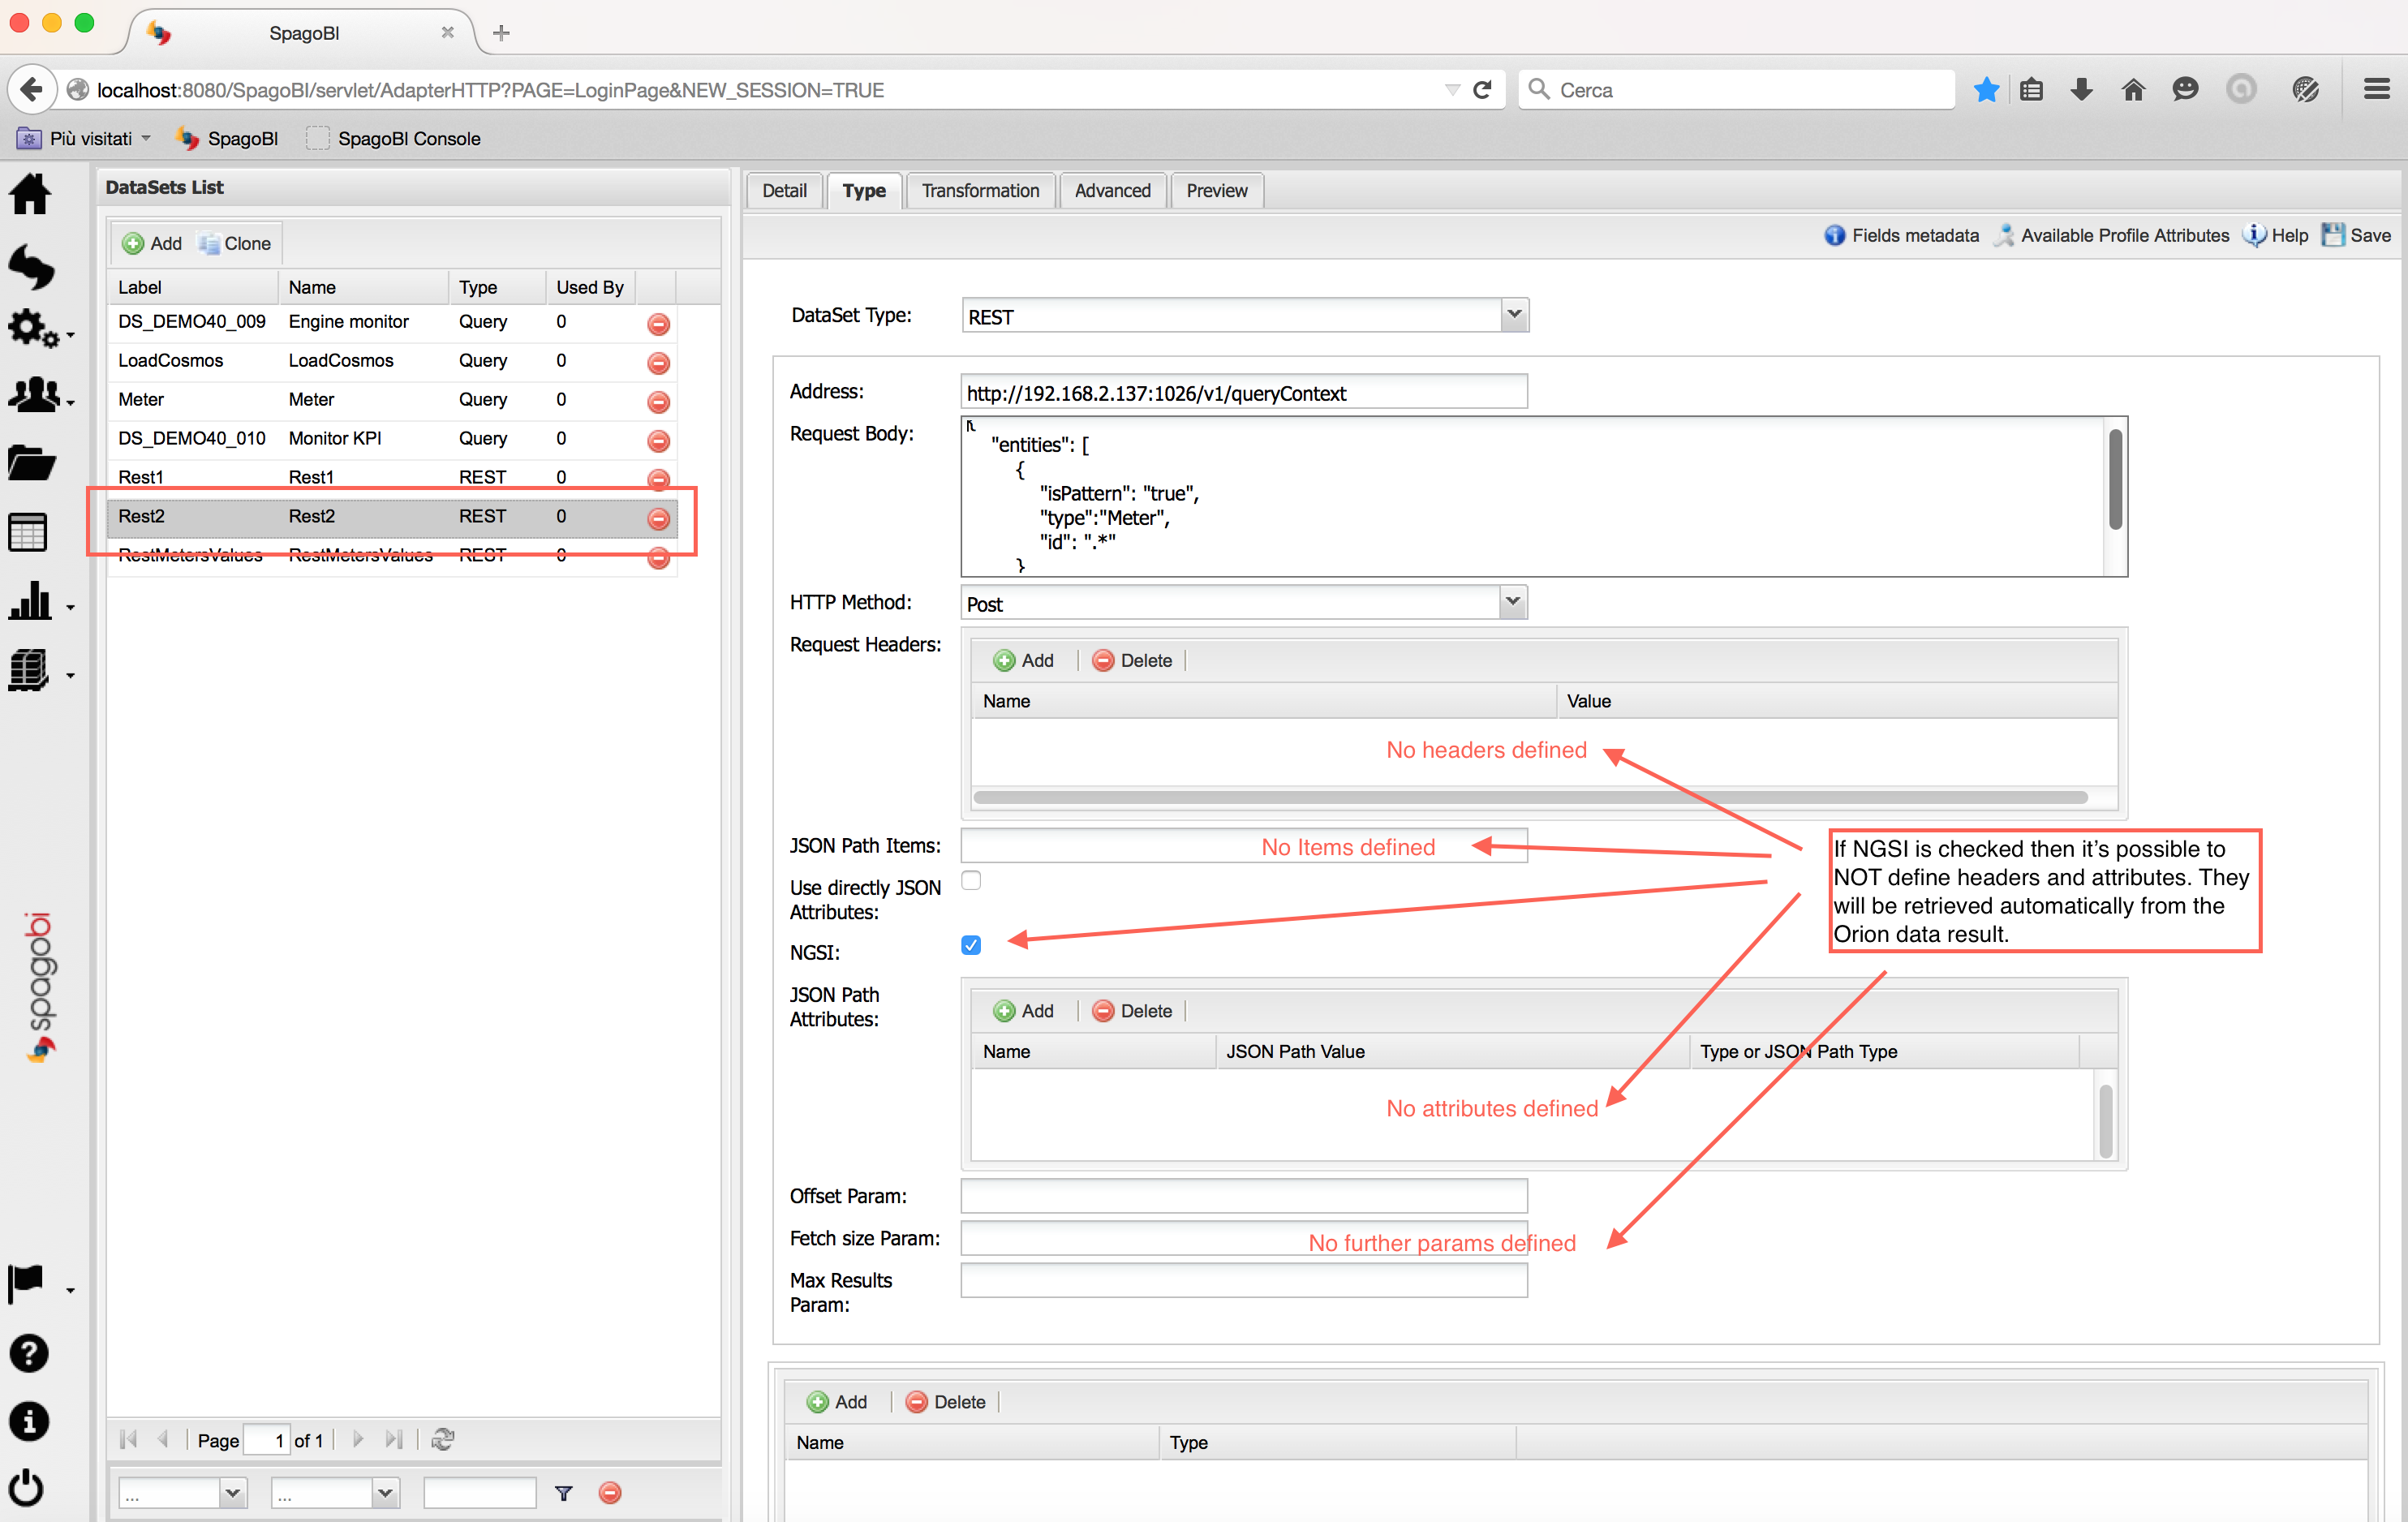 SpagoBI
localhost:8080/SpagoBI/servlet/AdapterHTTP?PAGE=LoginPage&NEW_SESSION=TRUE
Cerca
Più visitati
SpagoBI
SpagoBI Console
DataSets List
Add Clone
Label Name Type Used By
DS_DEMO40_009 Engine monitor Query 0
LoadCosmos LoadCosmos Query 0
Meter Meter Query 0
DS_DEMO40_010 Monitor KPI Query 0
Rest1 Rest1 REST 0
Rest2 Rest2 REST 0
RestMetersValues RestMetersValues REST 0
spagobi
Page 1 of 1
... ...
Detail Type Transformation Advanced Preview
Fields metadata Available Profile Attributes Help Save
DataSet Type: REST
Address: http://192.168.2.137:1026/v1/queryContext
Request Body:
"entities": [
{
"isPattern": "true",
"type":"Meter",
"id": ".*"
}
HTTP Method: Post
Request Headers:
Add Delete
Name Value
No headers defined
JSON Path Items: No Items defined
Use directly JSON
Attributes:
NGSI:
If NGSI is checked then it's possible to
NOT define headers and attributes. They
will be retrieved automatically from the
Orion data result.
JSON Path
Attributes:
Add Delete
Name JSON Path Value Type or JSON Path Type
No attributes defined
Offset Param:
Fetch size Param: No further params defined
Max Results
Param:
Add Delete
Name Type